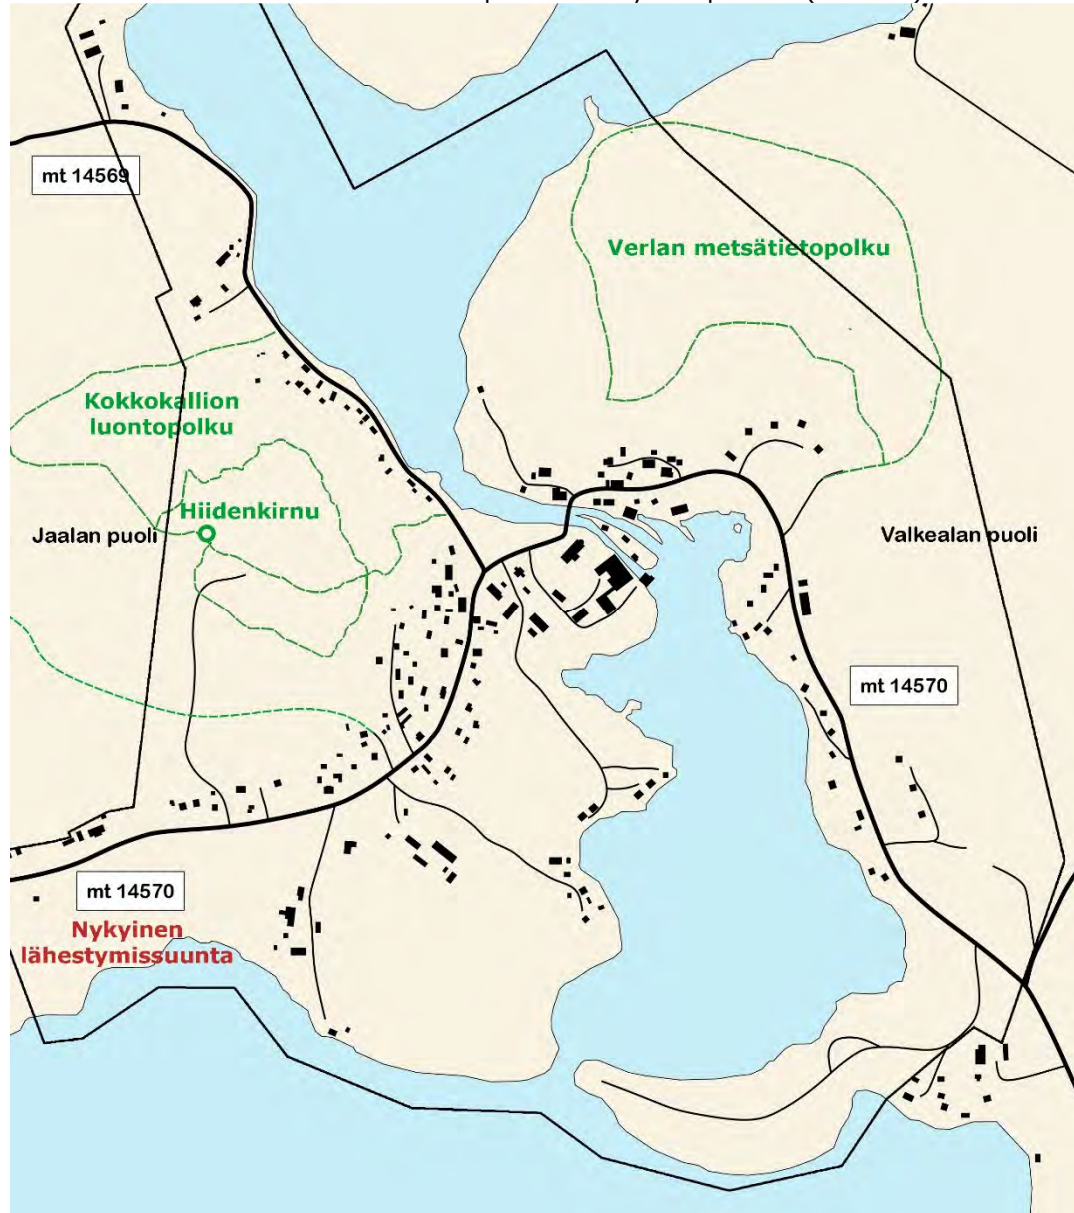 mt 14569
Verlan metsätietopolku
Kokkokallion
luontopolku
Hiidenkirnu
Jaalan puoli
Valkealan puoli
mt 14570
mt 14570
Nykyinen
lähestymissuunta